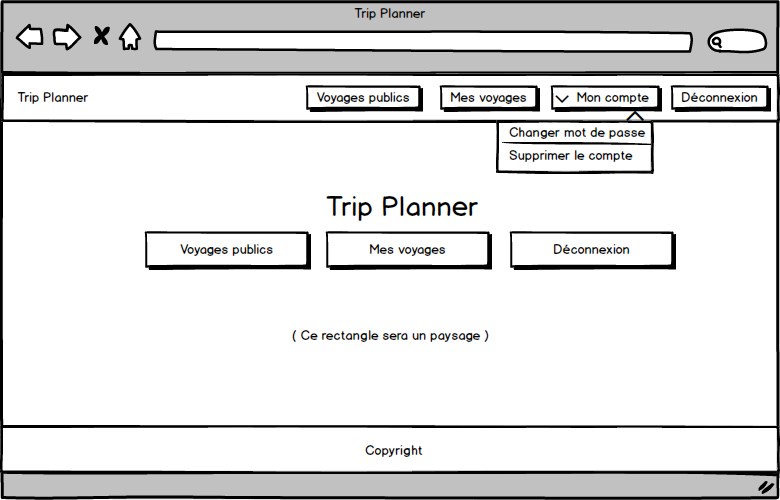 Trip Planner
Trip Planner
Voyages publics
Mes voyages
Mon compte
Déconnexion
Changer mot de passe
Supprimer le compte
Trip Planner
Voyages publics
Mes voyages
Déconnexion
( Ce rectangle sera un paysage )
Copyright